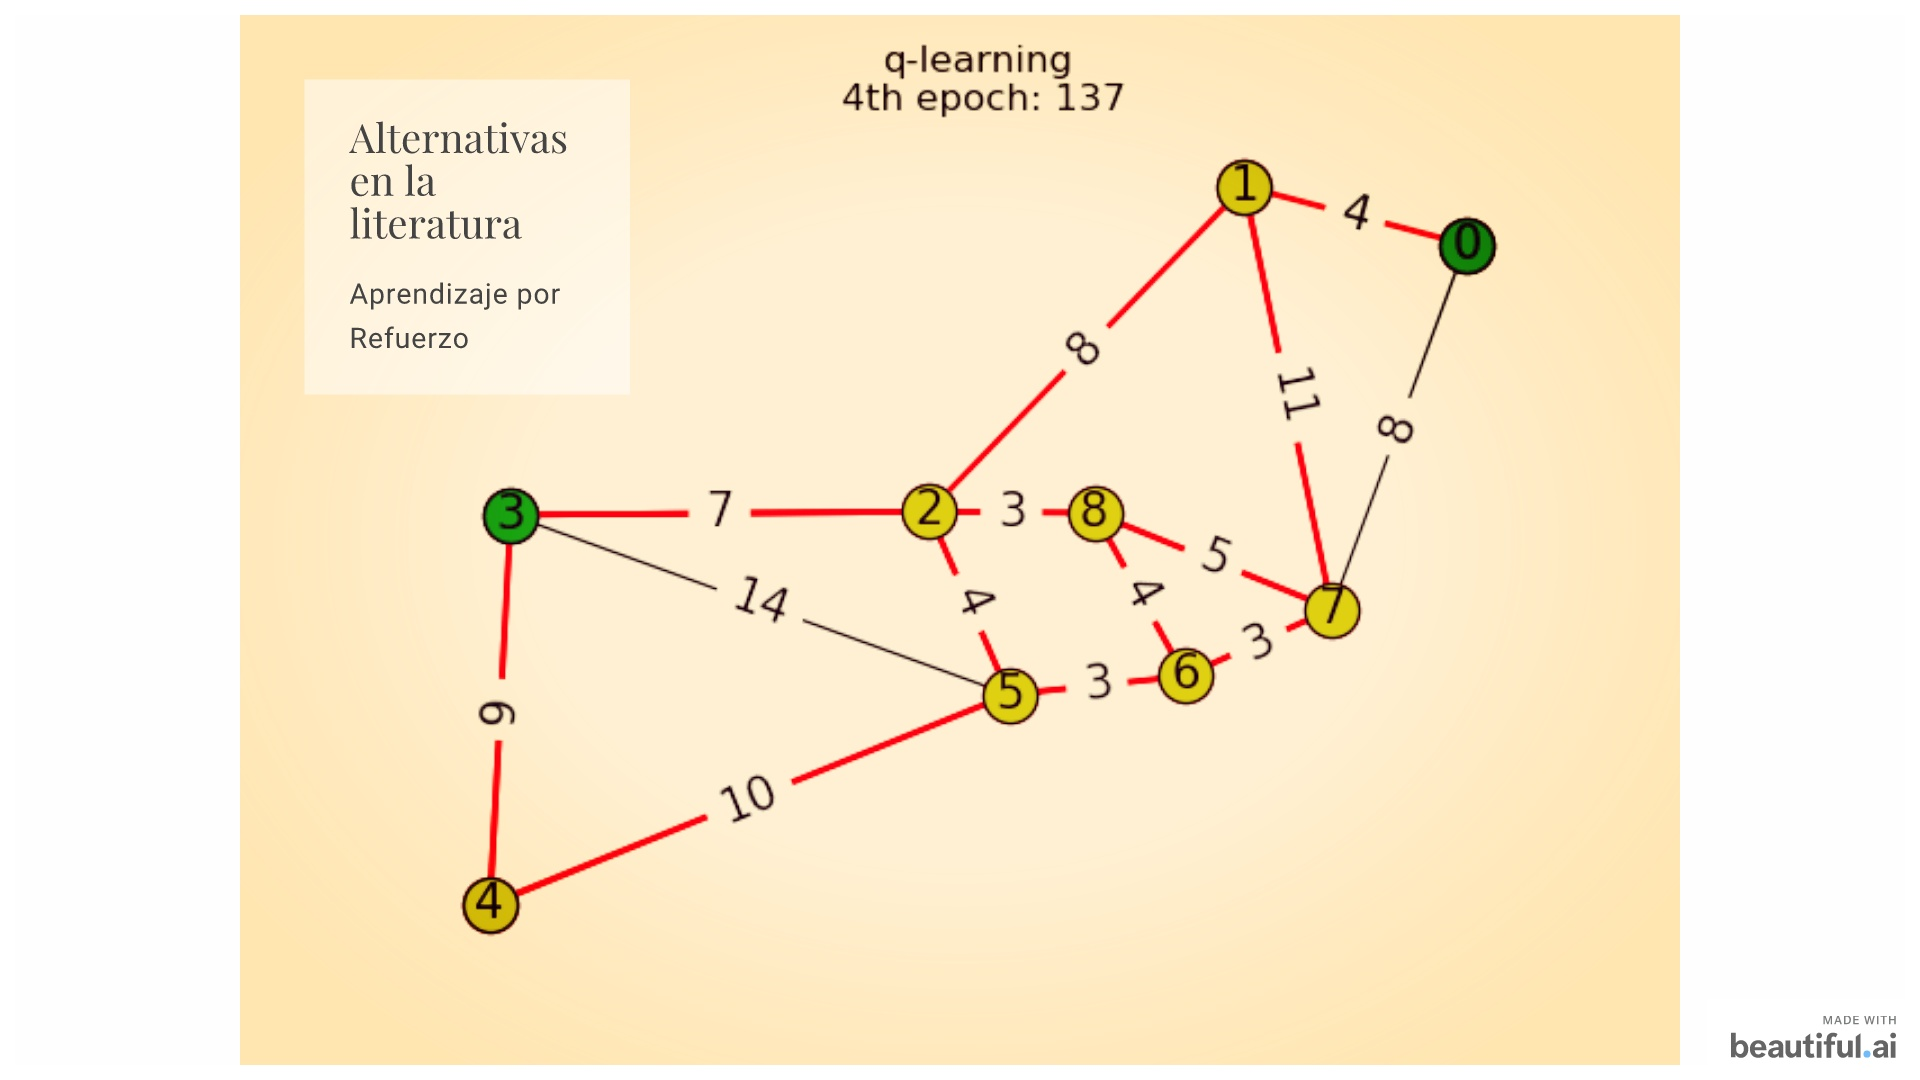 q-learning
4th epoch: 137
Alternativas
en la
literatura
Aprendizaje por
Refuerzo
1
4
0
8
11
8
3
7
2
3
8
5
14
4
4
7
3
5
3
6
9
10
4
MADE WITH
beautiful.ai